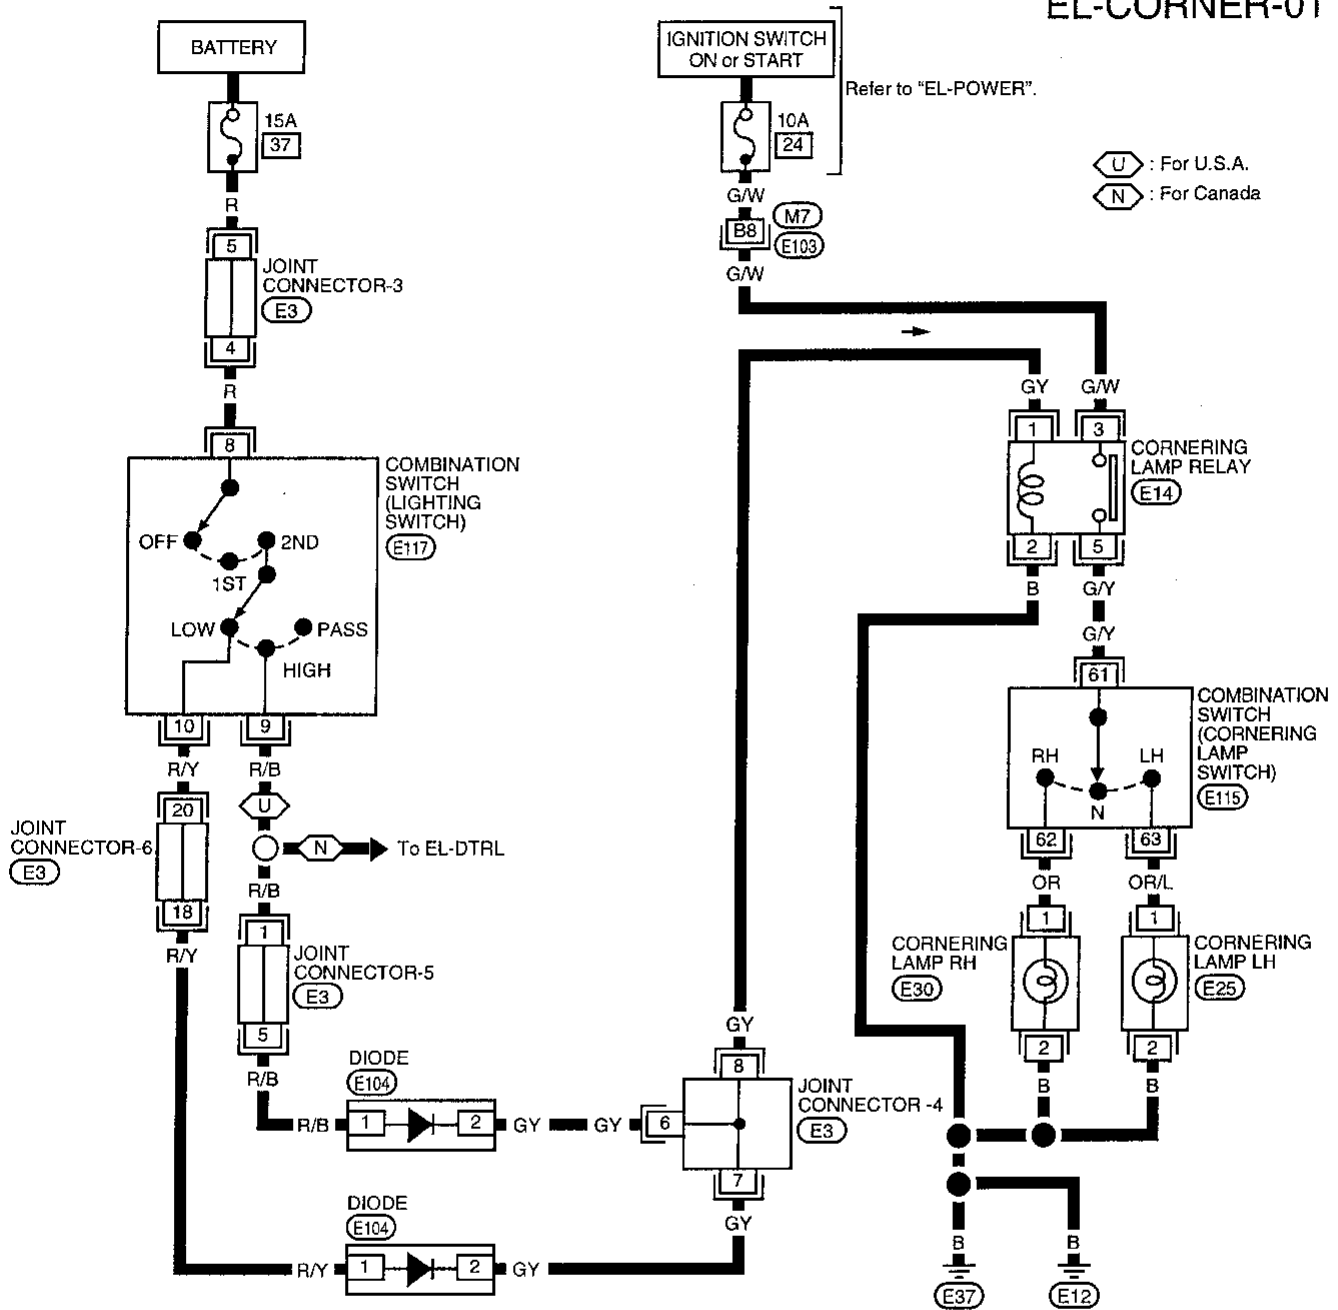 EL-CORNER-01
BATTERY
IGNITION SWITCH
ON or START
Refer to "EL-POWER".
15A
37
10A
24
U : For U.S.A.
N : For Canada
R
G/W
B8
M7
E103
G/W
5
JOINT
CONNECTOR-3
E3
4
R
GY
G/W
8
1
3
CORNERING
LAMP RELAY
E14
COMBINATION
SWITCH
(LIGHTING
SWITCH)
E117
OFF
2ND
1ST
2
5
B
G/Y
LOW
PASS
HIGH
G/Y
61
COMBINATION
SWITCH
(CORNERING
LAMP
SWITCH)
E115
RH
LH
N
10
9
R/Y
R/B
U
20
JOINT
CONNECTOR-6
E3
N
To EL-DTRL
62
63
R/B
OR
OR/L
18
1
1
1
R/Y
JOINT
CONNECTOR-5
E3
CORNERING
LAMP RH
E30
CORNERING
LAMP LH
E25
5
GY
2
2
R/B
DIODE
E104
8
B
B
JOINT
CONNECTOR -4
E3
R/B
1
2
GY
GY
6
7
DIODE
E104
GY
R/Y
1
2
GY
B
B
E37
E12